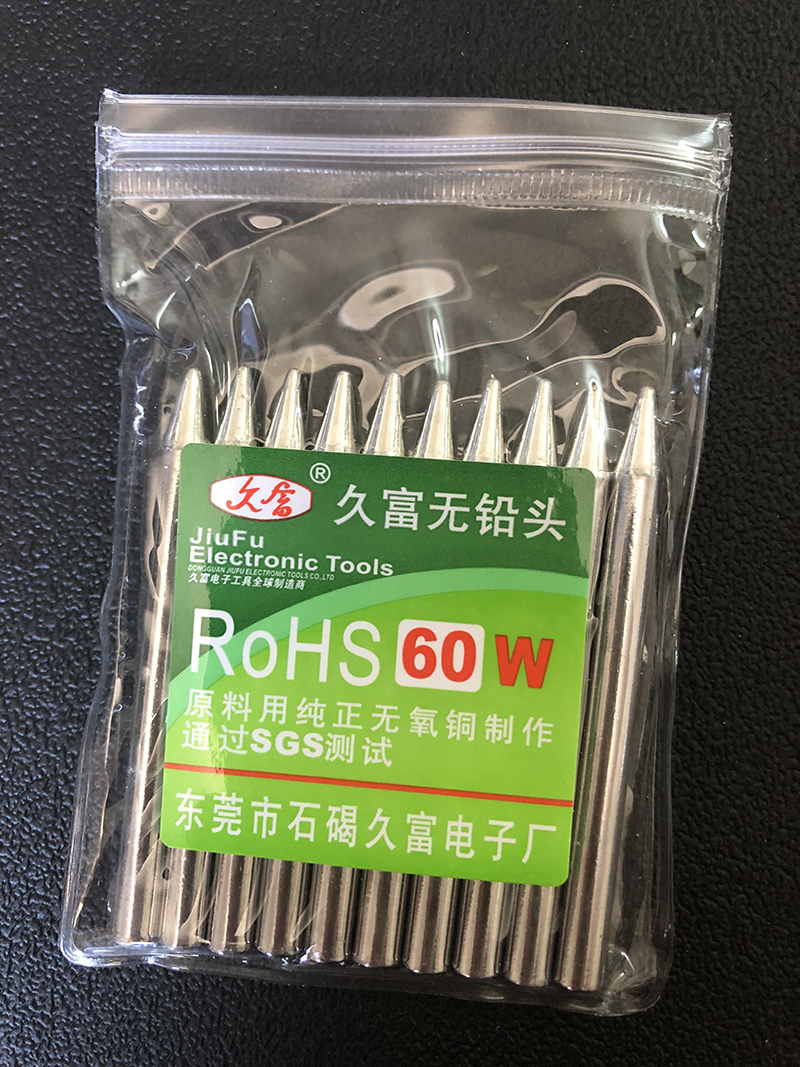 久富 ®
久富无铅头
JiuFu
Electronic Tools
DONGGUAN JIUFU ELECTRONIC TOOLS CO.,LTD
久富电子工具全球制造商
RoHS 60 W
原料用纯正无氧铜制作
通过SGS测试
东莞市石碣久富电子厂